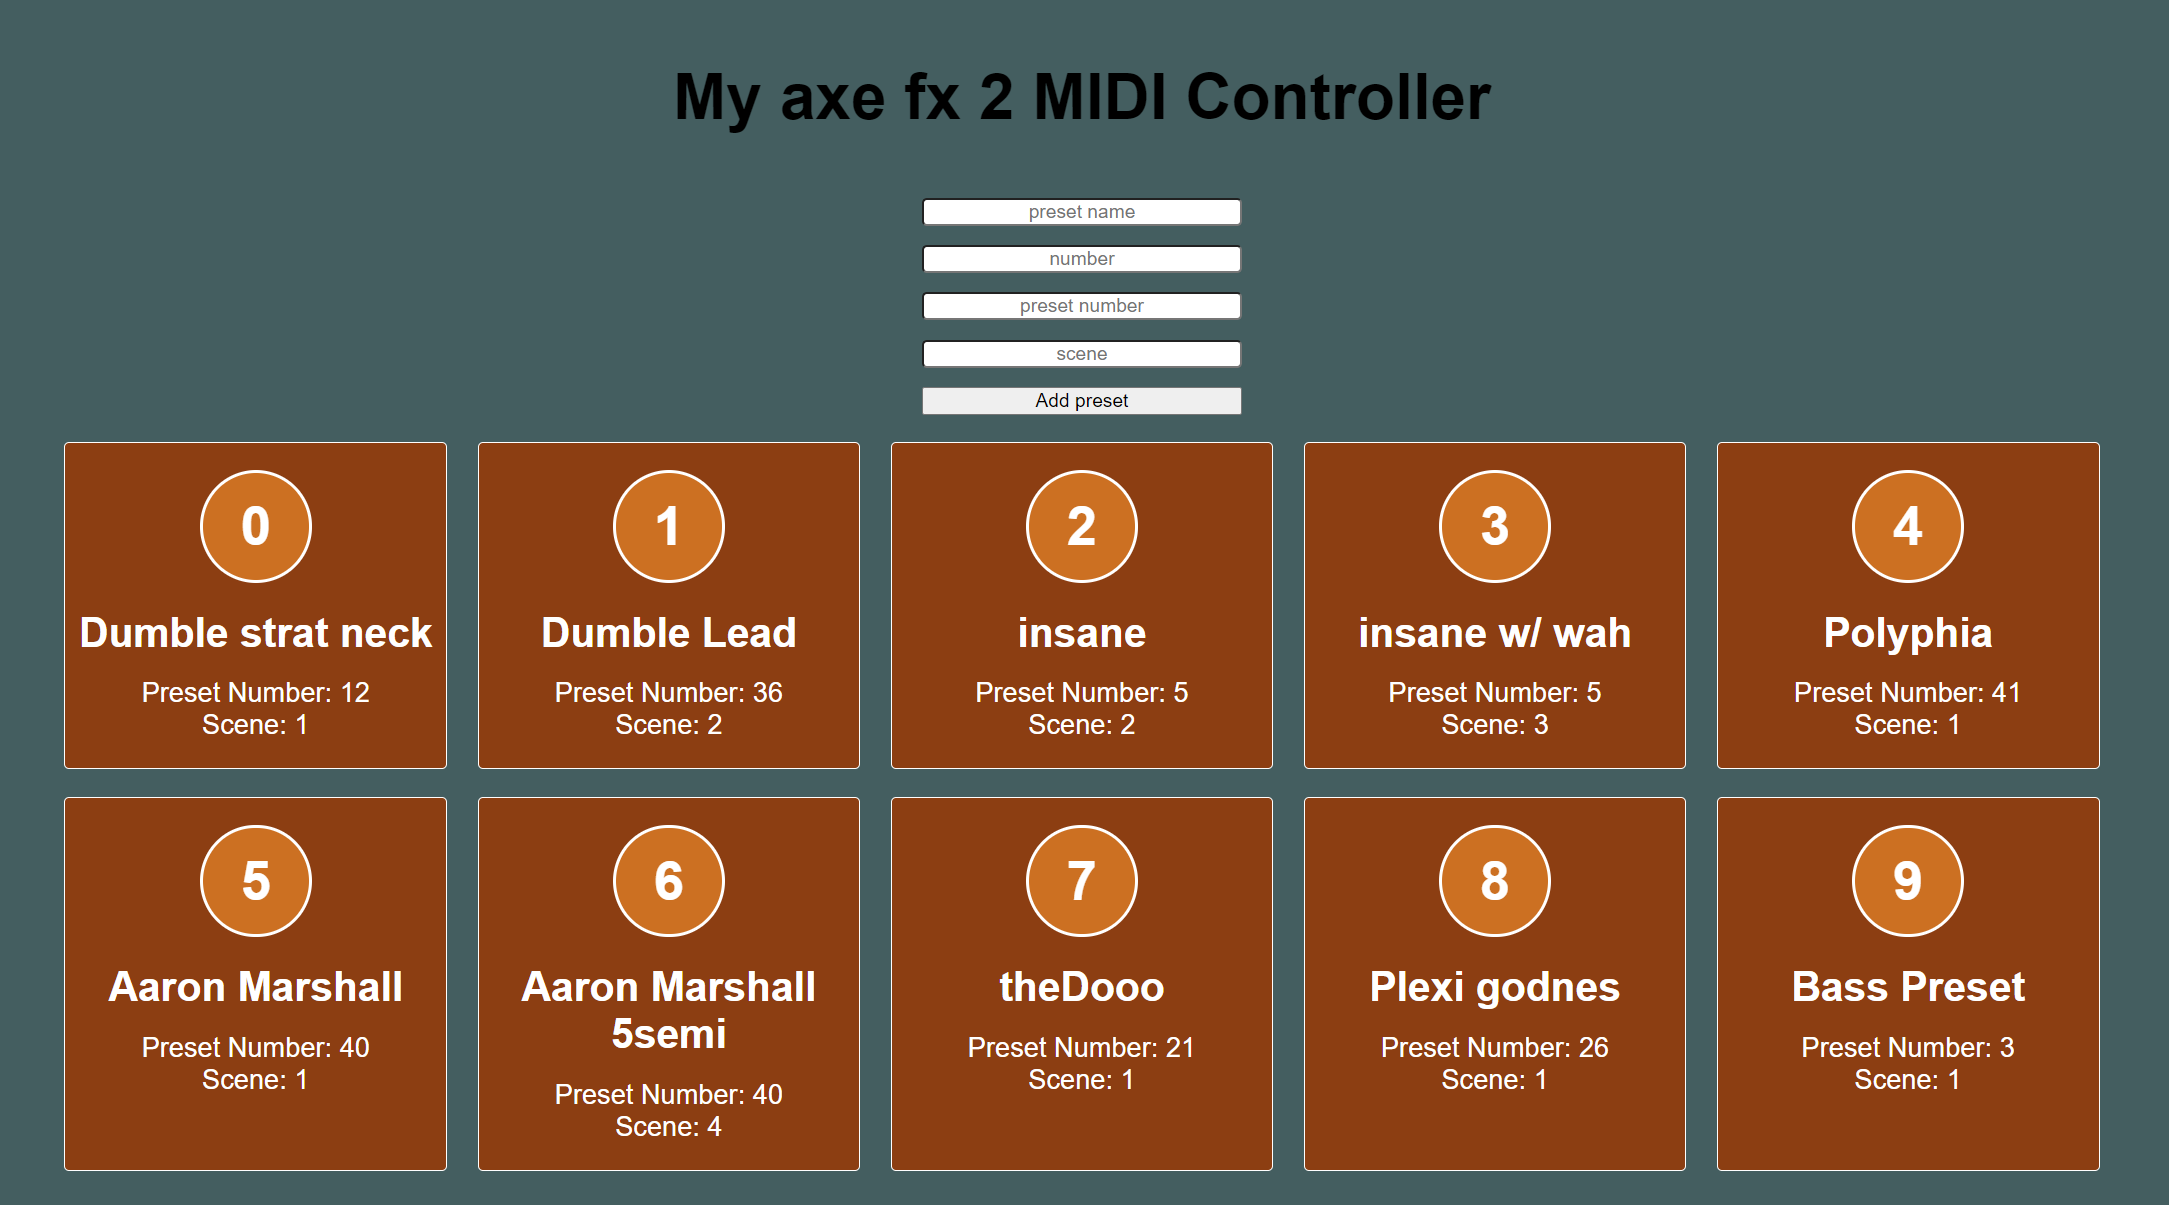 My axe fx 2 MIDI Controller
preset name
number
preset number
scene
Add preset
0
Dumble strat neck
Preset Number: 12
Scene: 1
1
Dumble Lead
Preset Number: 36
Scene: 2
2
insane
Preset Number: 5
Scene: 2
3
insane w/ wah
Preset Number: 5
Scene: 3
4
Polyphia
Preset Number: 41
Scene: 1
5
Aaron Marshall
Preset Number: 40
Scene: 1
6
Aaron Marshall
5semi
Preset Number: 40
Scene: 4
7
theDooo
Preset Number: 21
Scene: 1
8
Plexi godnes
Preset Number: 26
Scene: 1
9
Bass Preset
Preset Number: 3
Scene: 1